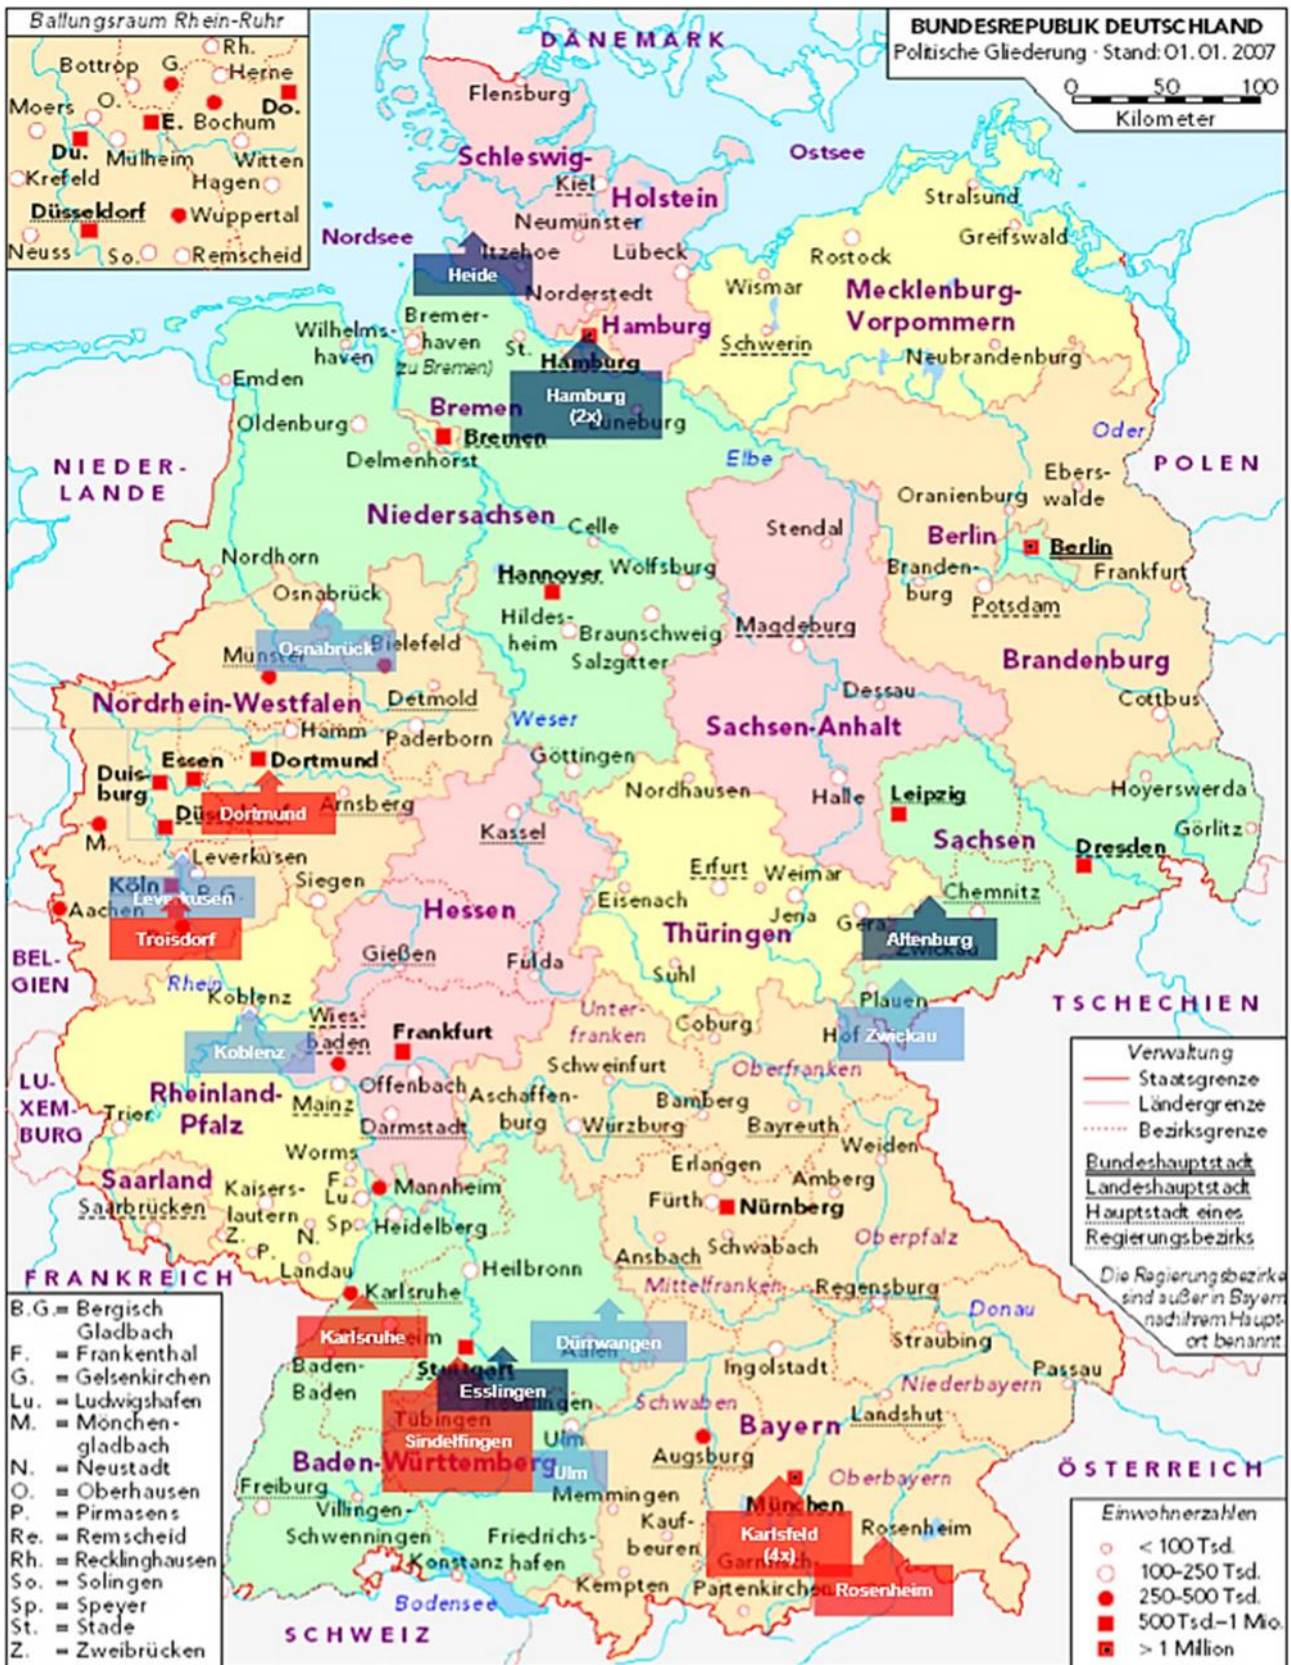 Ballungsraum Rhein-Ruhr
Rh.
Bottrop
G.
Herne
Moers
O.
Do.
E.
Bochum
Du.
Mülheim
Witten
Krefeld
Hagen
Düsseldorf
Wuppertal
Neuss
So.
Remscheid
BUNDESREPUBLIK DEUTSCHLAND
Politische Gliederung · Stand: 01. 01. 2007
0 50 100
Kilometer
DÄNEMARK
Flensburg
Schleswig-
Holstein
Kiel
Ostsee
Neumünster
Nordsee
Itzehoe
Lübeck
Heide
Norderstedt
Stralsund
Greifswald
Rostock
Wismar
Mecklenburg-
Vorpommern
Schwerin
Neubrandenburg
Hamburg
Hamburg
Hamburg
(2x)
Wilhelms-
haven
Bremer-
haven
(zu Bremen)
St.
Emden
Oldenburg
Bremen
Bremen
Delmenhorst
Lüneburg
Elbe
Oder
NIEDER-
LANDE
POLEN
Niedersachsen
Celle
Nordhorn
Hannover
Wolfsburg
Osnabrück
Osnabrück
Hildes-
heim
Braunschweig
Salzgitter
Stendal
Magdeburg
Oranienburg
Ebers-
walde
Berlin
Berlin
Branden-
burg
Potsdam
Frankfurt
Brandenburg
Cottbus
Münster
Bielefeld
Nordrhein-Westfalen
Detmold
Hamm
Paderborn
Weser
Göttingen
Dessau
Sachsen-Anhalt
Halle
Essen
Dortmund
Duis-
burg
Dortmund
Arnsberg
M.
Leverkusen
Köln
B.G.
Leverkusen
Siegen
Aachen
Troisdorf
Kassel
Hessen
Gießen
Fulda
Nordhausen
Erfurt
Weimar
Eisenach
Jena
Gera
Thüringen
Suhl
Leipzig
Sachsen
Hoyerswerda
Görlitz
Dresden
Chemnitz
Altenburg
Zwickau
Plauen
Hof
Zwickau
BEL-
GIEN
Rhein
Koblenz
Koblenz
TSCHECHIEN
Wies-
baden
Frankfurt
Offenbach
Mainz
Darmstadt
Unter-
franken
Coburg
Schweinfurt
Oberfranken
Aschaffen-
burg
Würzburg
Bamberg
Bayreuth
LU-
XEM-
BURG
Trier
Rheinland-
Pfalz
Worms
Saarland
Saarbrücken
Kaisers-
lautern
F.
Lu.
Sp.
Z.
P.
N.
Landau
Mannheim
Heidelberg
Weiden
Erlangen
Amberg
Fürth
Nürnberg
Ansbach
Schwabach
Oberpfalz
Mittelfranken
Regensburg
Donau
Straubing
Passau
Verwaltung
Staatsgrenze
Ländergrenze
Bezirksgrenze
Bundeshauptstadt
Landeshauptstadt
Hauptstadt eines
Regierungsbezirks
Die Regierungsbezirke
sind außer in Bayern
nach ihrem Haupt-
ort benannt
FRANKREICH
Heilbronn
Karlsruhe
Karlsruhe
Baden-
Baden
Stuttgart
Esslingen
Reutlingen
Tübingen
Sindelfingen
Dürrwangen
Aalen
Ulm
Ulm
Baden-Württemberg
Freiburg
Villingen-
Schwenningen
Friedrichs-
hafen
Konstanz
Bodensee
SCHWEIZ
Ingolstadt
Schwaben
Niederbayern
Landshut
Bayern
Augsburg
Oberbayern
Memmingen
München
Kauf-
beuren
Karlsfeld
(4x)
Rosenheim
Garmisch-
Partenkirchen
Kempten
Rosenheim
ÖSTERREICH
B.G. = Bergisch
Gladbach
F. = Frankenthal
G. = Gelsenkirchen
Lu. = Ludwigshafen
M. = Mönchen-
gladbach
N. = Neustadt
O. = Oberhausen
P. = Pirmasens
Re. = Remscheid
Rh. = Recklinghausen
So. = Solingen
Sp. = Speyer
St. = Stade
Z. = Zweibrücken
Einwohnerzahlen
< 100 Tsd.
100-250 Tsd.
250-500 Tsd.
500 Tsd.-1 Mio.
> 1 Million